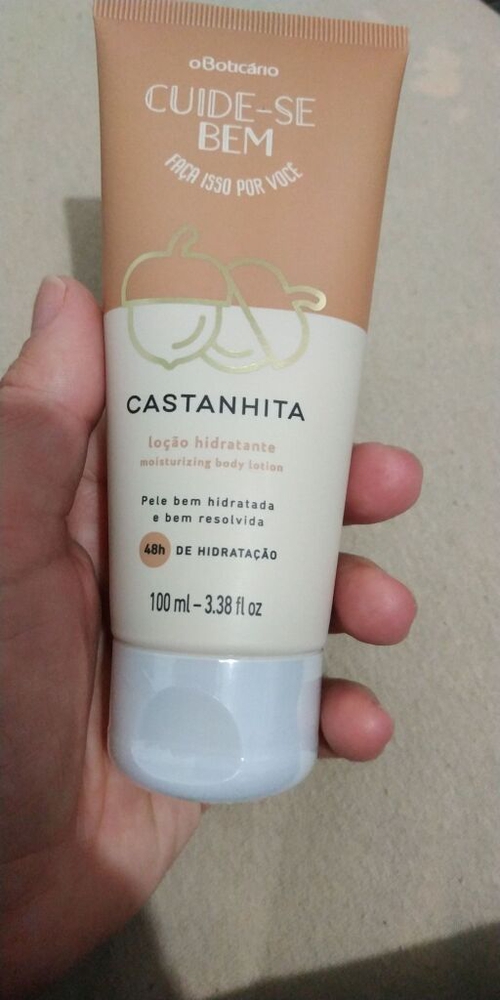 oBoticário
CUIDE-SE
BEM
FAÇA ISSO POR VOCÊ
CASTANHITA
loção hidratante
moisturizing body lotion
Pele bem hidratada
e bem resolvida
48h DE HIDRATAÇÃO
100 ml – 3.38 fl oz